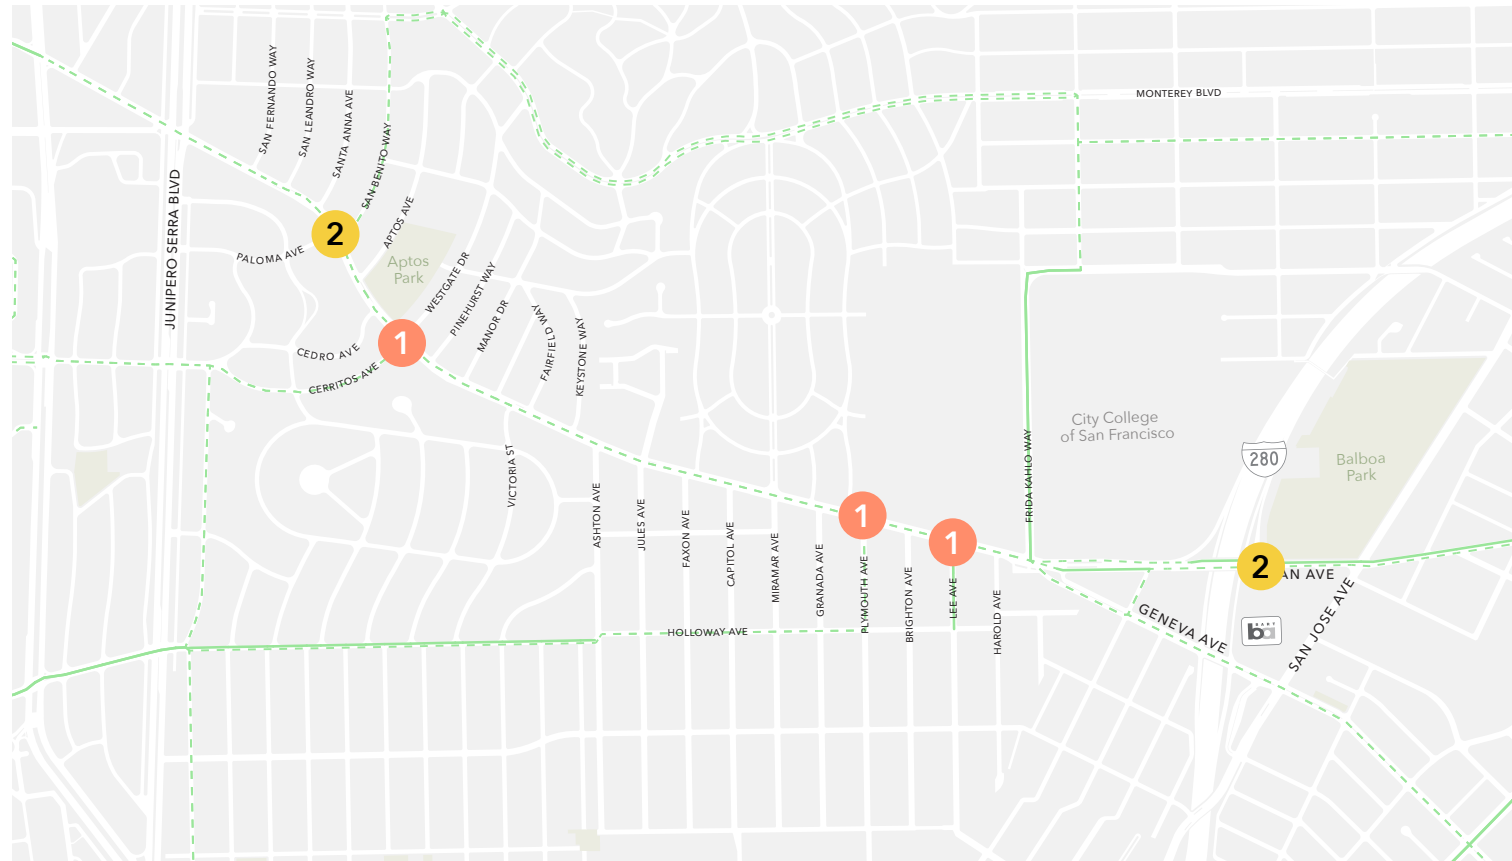 MONTEREY BLVD
SAN FERNANDO WAY
SAN LEANDRO WAY
SANTA ANNA AVE
SAN BENITO WAY
JUNIPERO SERRA BLVD
APTOS AVE
2
PALOMA AVE
Aptos
Park
WESTGATE DR
PINEHURST WAY
MANOR DR
FAIRFIELD WAY
KEYSTONE WAY
1
CEDRO AVE
CERRITOS AVE
City College
of San Francisco
FRIDA KAHLO WAY
280
Balboa
Park
VICTORIA ST
ASHTON AVE
JULES AVE
FAXON AVE
CAPITOL AVE
MIRAMAR AVE
GRANADA AVE
1
PLYMOUTH AVE
BRIGHTON AVE
1
LEE AVE
HAROLD AVE
2
AN AVE
HOLLOWAY AVE
GENEVA AVE
BART
ba
SAN JOSE AVE